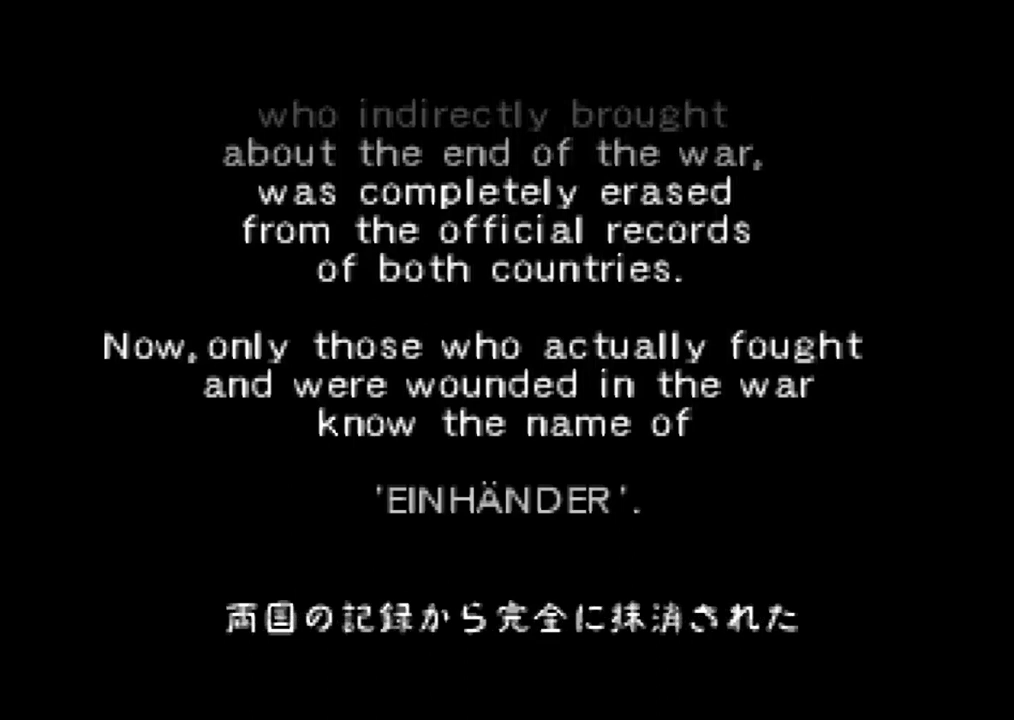 who indirectly brought
about the end of the war,
was completely erased
from the official records
of both countries.
Now, only those who actually fought
and were wounded in the war
know the name of
'EINHÄNDER'.
両国の記録から完全に抹消された